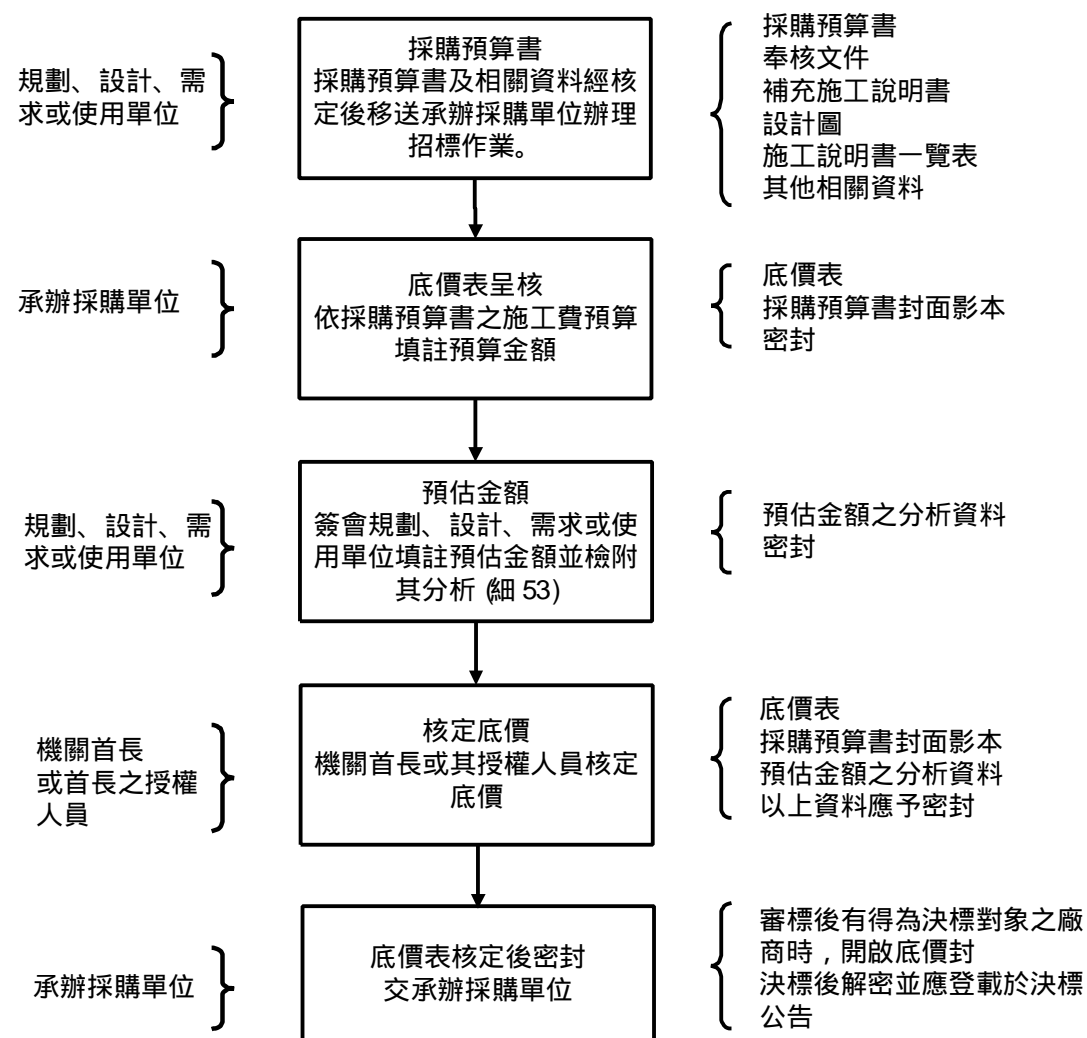 規劃、設計、需
求或使用單位
採購預算書
採購預算書及相關資料經核
定後移送承辦採購單位辦理
招標作業。
採購預算書
奉核文件
補充施工說明書
設計圖
施工說明書一覽表
其他相關資料
承辦採購單位
底價表呈核
依採購預算書之施工費預算
填註預算金額
底價表
採購預算書封面影本
密封
規劃、設計、需
求或使用單位
預估金額
簽會規劃、設計、需求或使
用單位填註預估金額並檢附
其分析 (細 53)
預估金額之分析資料
密封
機關首長
或首長之授權
人員
核定底價
機關首長或其授權人員核定
底價
底價表
採購預算書封面影本
預估金額之分析資料
以上資料應予密封
承辦採購單位
底價表核定後密封
交承辦採購單位
審標後有得為決標對象之廠
商時，開啟底價封
決標後解密並應登載於決標
公告